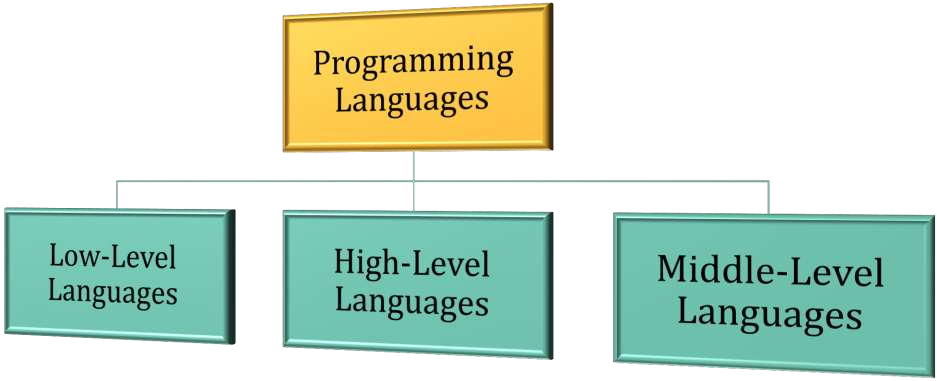 Programming
Languages
Low-Level
Languages
High-Level
Languages
Middle-Level
Languages